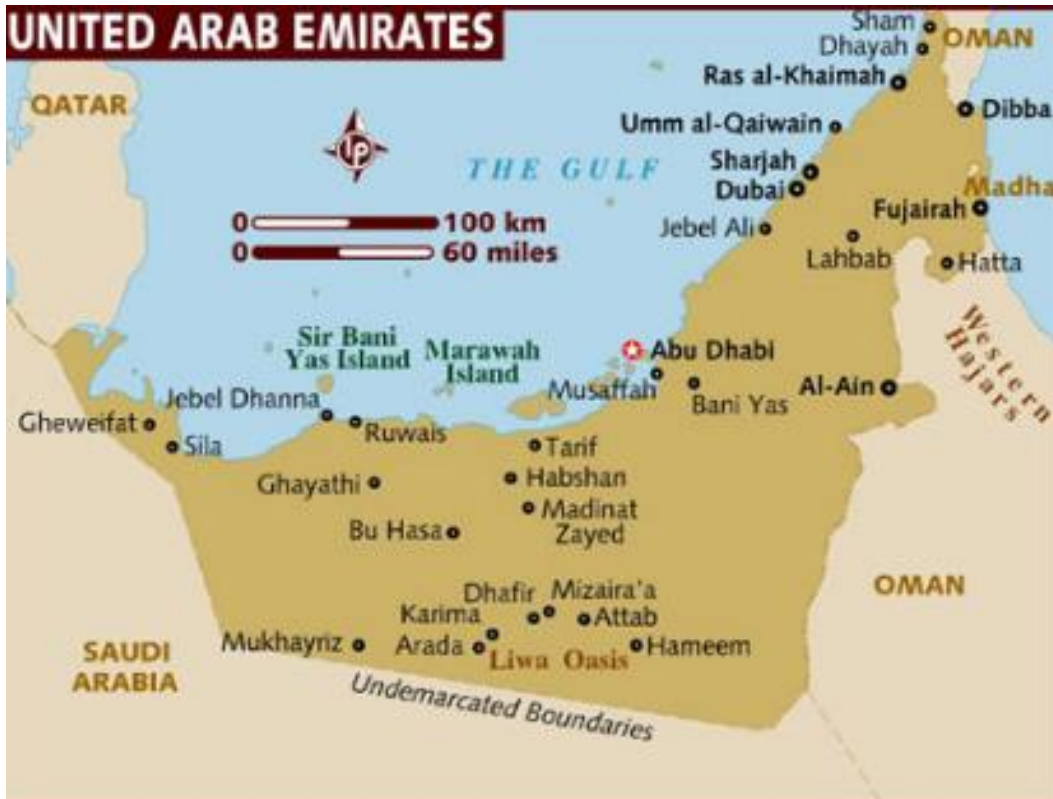 UNITED ARAB EMIRATES
Sham
OMAN
Dhayah
QATAR
Ras al-Khaimah
Dibba
Umm al-Qaiwain
LP
THE GULF
Sharjah
Dubai
Madha
0 100 km
0 60 miles
Fujairah
Jebel Ali
Lahbab
Hatta
Western
Hajars
Sir Bani
Yas Island
Marawah
Island
Abu Dhabi
Musaffah
Bani Yas
Al-Ain
Jebel Dhanna
Gheweifat
Ruwais
Sila
Tarif
Ghayathi
Habshan
Madinat
Zayed
Bu Hasa
OMAN
Dhafir
Mizaira'a
Karima
Attab
Mukhayriz
Arada
Hameem
Liwa Oasis
SAUDI
ARABIA
Undemarcated Boundaries